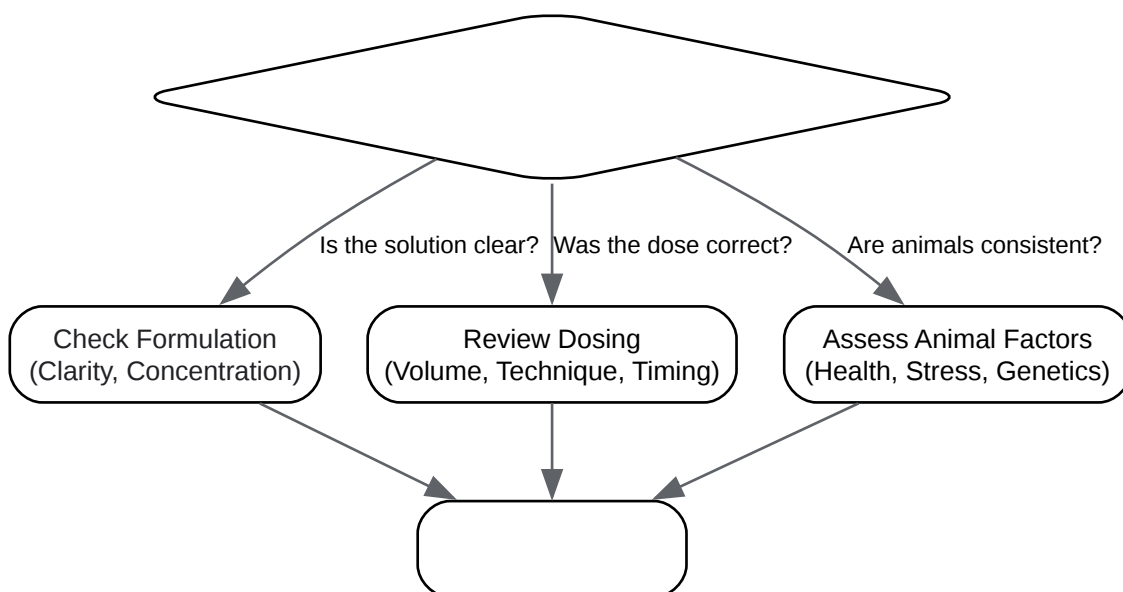 Is the solution clear?
Was the dose correct?
Are animals consistent?
Check Formulation
(Clarity, Concentration)
Review Dosing
(Volume, Technique, Timing)
Assess Animal Factors
(Health, Stress, Genetics)